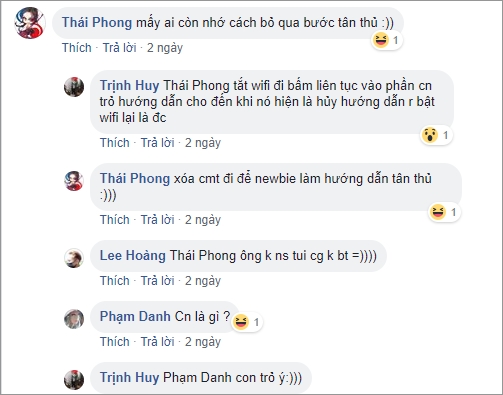 Thái Phong mấy ai còn nhớ cách bỏ qua bước tân thủ :))
1
Thích · Trả lời · 2 ngày
Trịnh Huy Thái Phong tắt wifi đi bấm liên tục vào phần cn
trỏ hướng dẫn cho đến khi nó hiện là hủy hướng dẫn r bật
wifi lại là đc
1
Thích · Trả lời · 2 ngày
Thái Phong xóa cmt đi để newbie làm hướng dẫn tân thủ
:)))
1
Thích · Trả lời · 2 ngày
Lee Hoảng Thái Phong ông k ns tui cg k bt =))))
Thích · Trả lời · 2 ngày
Phạm Danh Cn là gì ?
1
Thích · Trả lời · 2 ngày
Trịnh Huy Phạm Danh con trỏ ý:)))